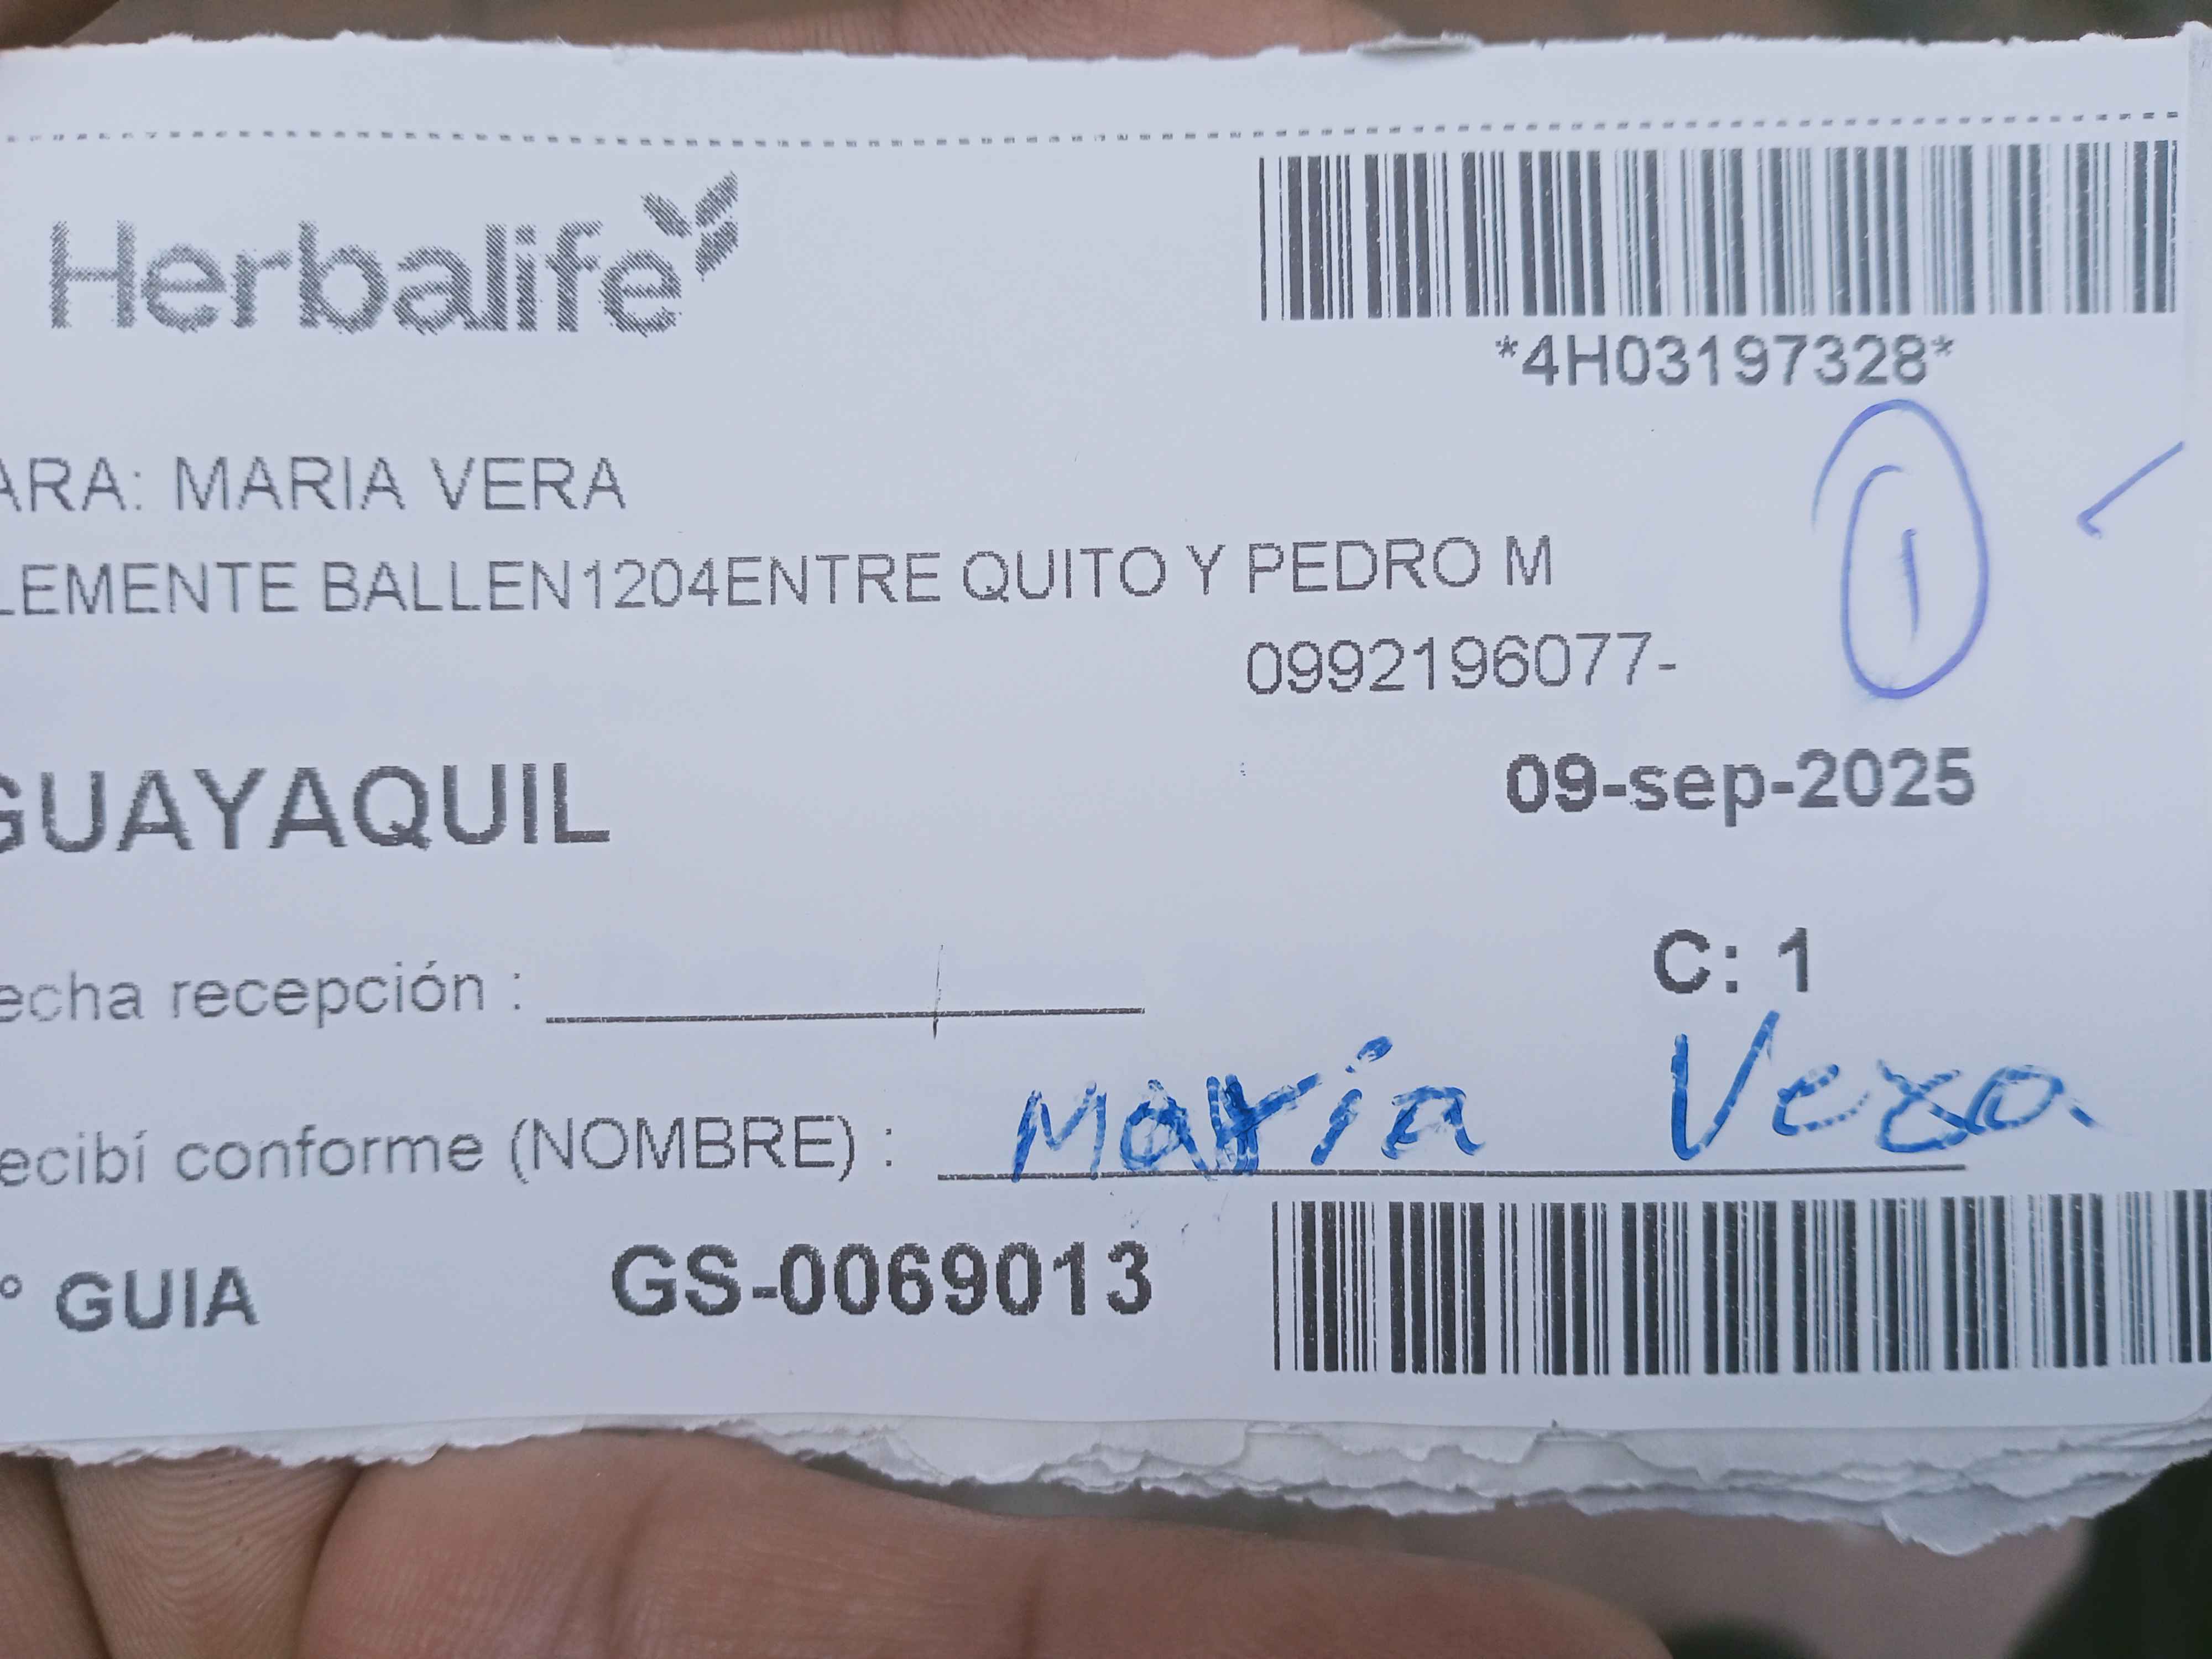 Herbalife
*4H03197328*
ARA: MARIA VERA
LEMENTE BALLEN1204ENTRE QUITO Y PEDRO M
0992196077-
1
GUAYAQUIL
09-sep-2025
C: 1
echa recepción :
ecibí conforme (NOMBRE) : María Vera
° GUIA GS-0069013